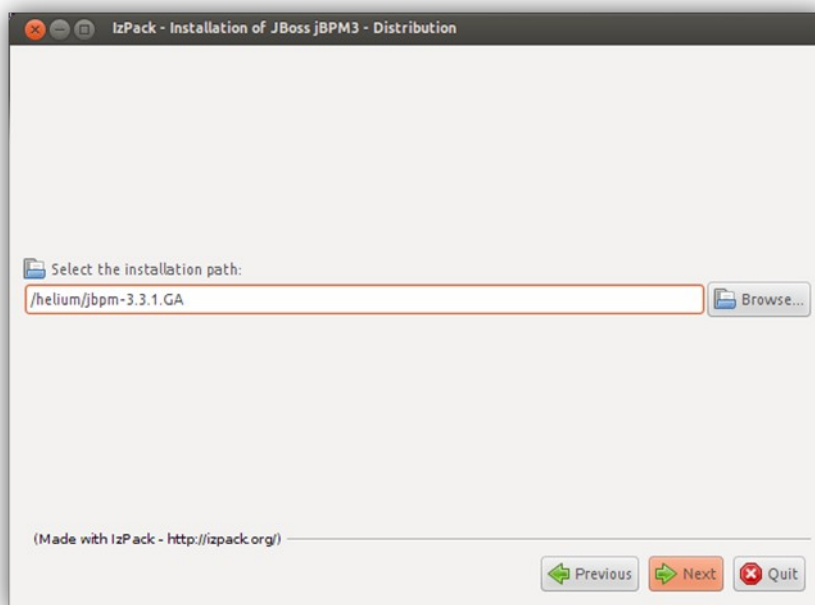 IzPack - Installation of JBoss jBPM3 - Distribution
Select the installation path:
/helium/jbpm-3.3.1.GA
Browse...
(Made with IzPack - http://izpack.org/)
Previous
Next
Quit